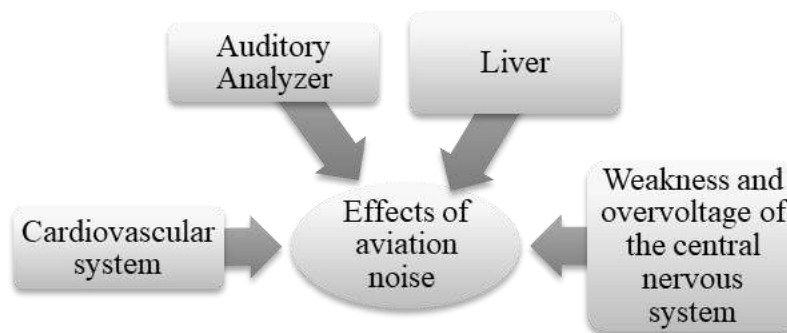 Auditory
Analyzer
Liver
Cardiovascular
system
Effects of
aviation
noise
Weakness and
overvoltage of
the central
nervous
system